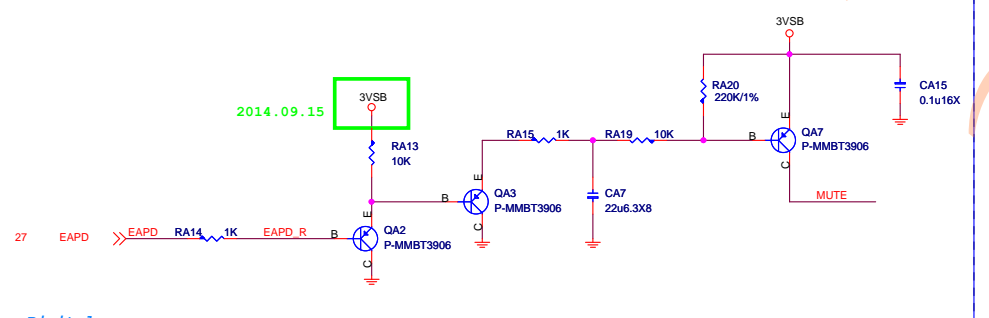 3VSB
RA20
220K/1%
CA15
0.1u16X
2014.09.15
3VSB
RA13
10K
RA15 1K
RA19 10K
E
B
QA7
P-MMBT3906
C
E
B
QA3
P-MMBT3906
C
CA7
22u6.3X8
MUTE
27 EAPD EAPD RA14 1K EAPD_R
E
B
QA2
P-MMBT3906
C